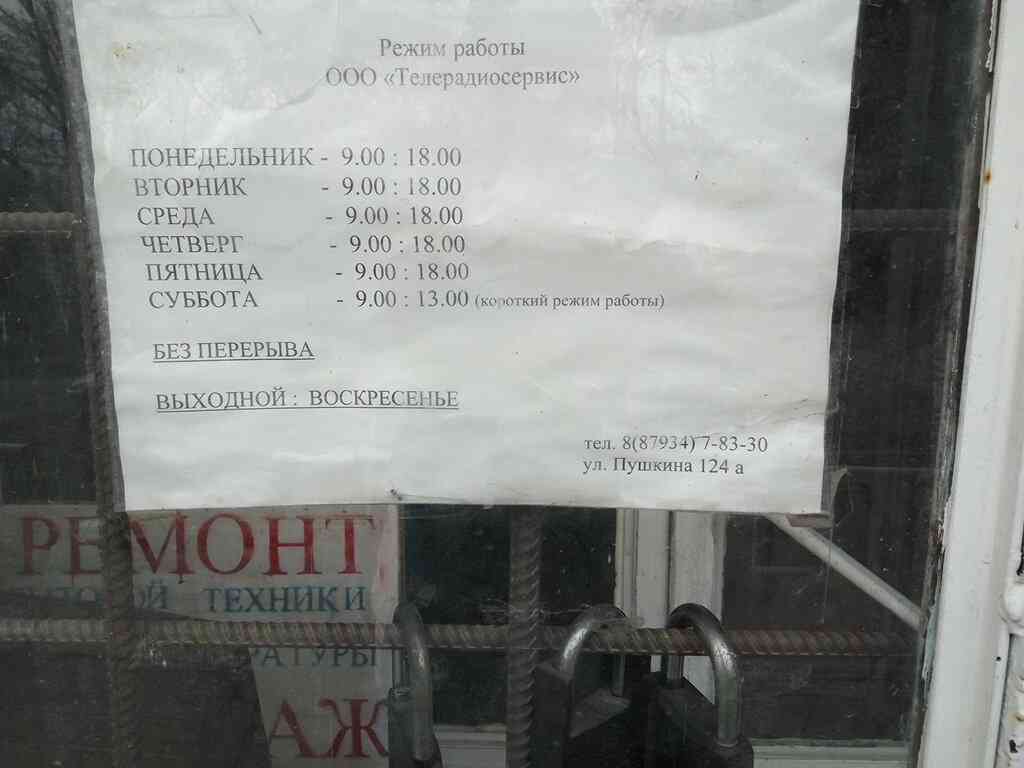 Режим работы
ООО «Телерадиосервис»
ПОНЕДЕЛЬНИК - 9.00 : 18.00
ВТОРНИК - 9.00 : 18.00
СРЕДА - 9.00 : 18.00
ЧЕТВЕРГ - 9.00 : 18.00
ПЯТНИЦА - 9.00 : 18.00
СУББОТА - 9.00 : 13.00 (короткий режим работы)
БЕЗ ПЕРЕРЫВА
ВЫХОДНОЙ : ВОСКРЕСЕНЬЕ
тел. 8(87934) 7-83-30
ул. Пушкина 124 а
РЕМОНТ
ТЕХНИКИ